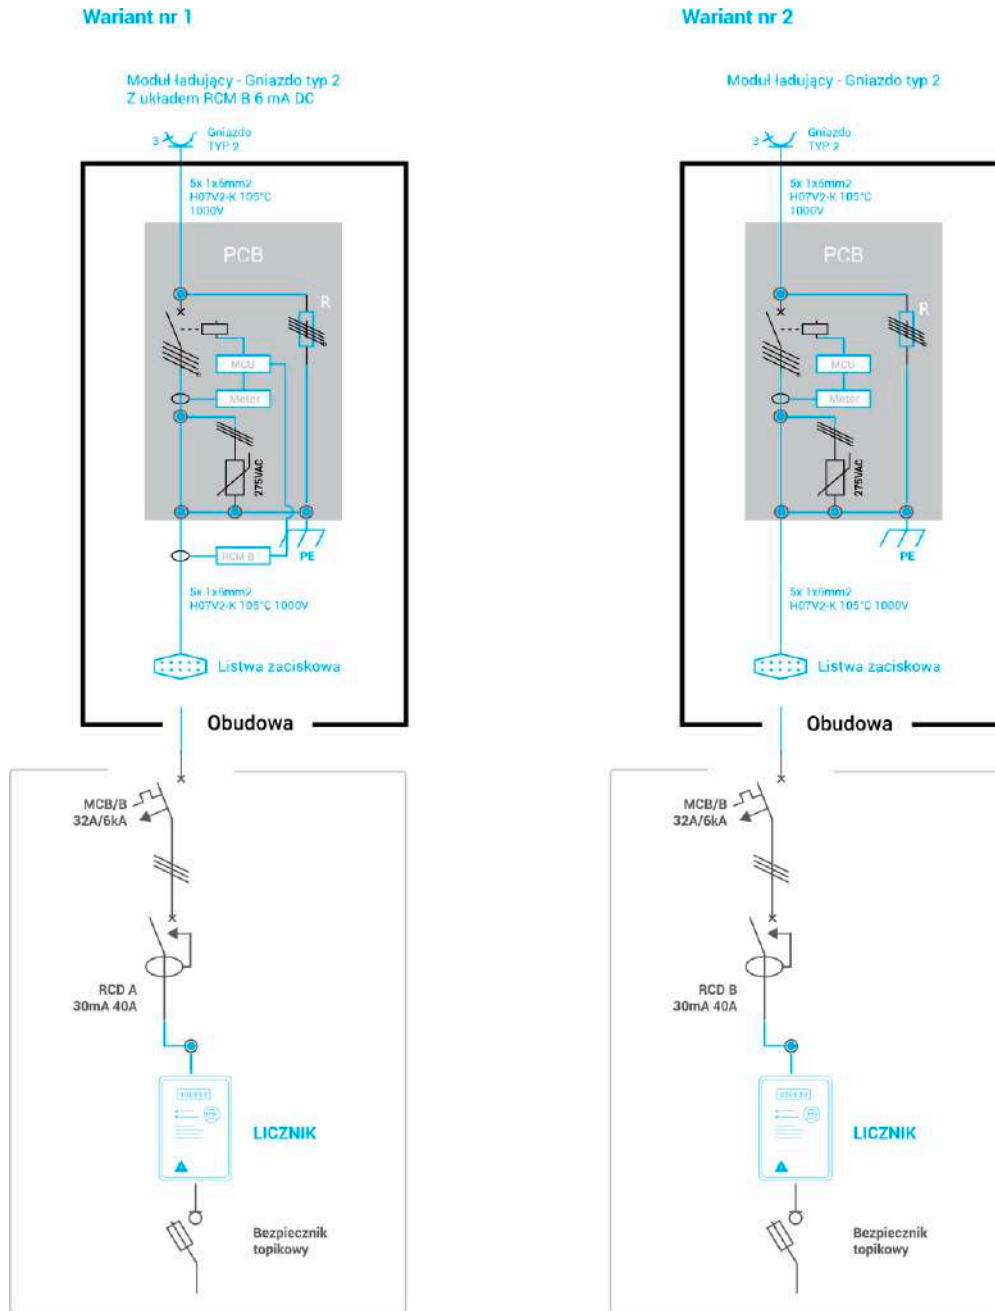 Wariant nr 1
Moduł ładujący - Gniazdo typ 2
Z układem RCM B 6 mA DC
3
Gniazdo
TYP 2
5x 1x6mm2
H07V2-K 105°C
1000V
PCB
R
MCU
Meter
275VAC
RCM B
PE
5x 1x6mm2
H07V2-K 105°C 1000V
Listwa zaciskowa
Obudowa
MCB/B
32A/6kA
RCD A
30mA 40A
LICZNIK
Bezpiecznik
topikowy
Wariant nr 2
Moduł ładujący - Gniazdo typ 2
3
Gniazdo
TYP 2
5x 1x6mm2
H07V2-K 105°C
1000V
PCB
R
MCU
Meter
275VAC
PE
5x 1x6mm2
H07V2-K 105°C 1000V
Listwa zaciskowa
Obudowa
MCB/B
32A/6kA
RCD B
30mA 40A
LICZNIK
Bezpiecznik
topikowy